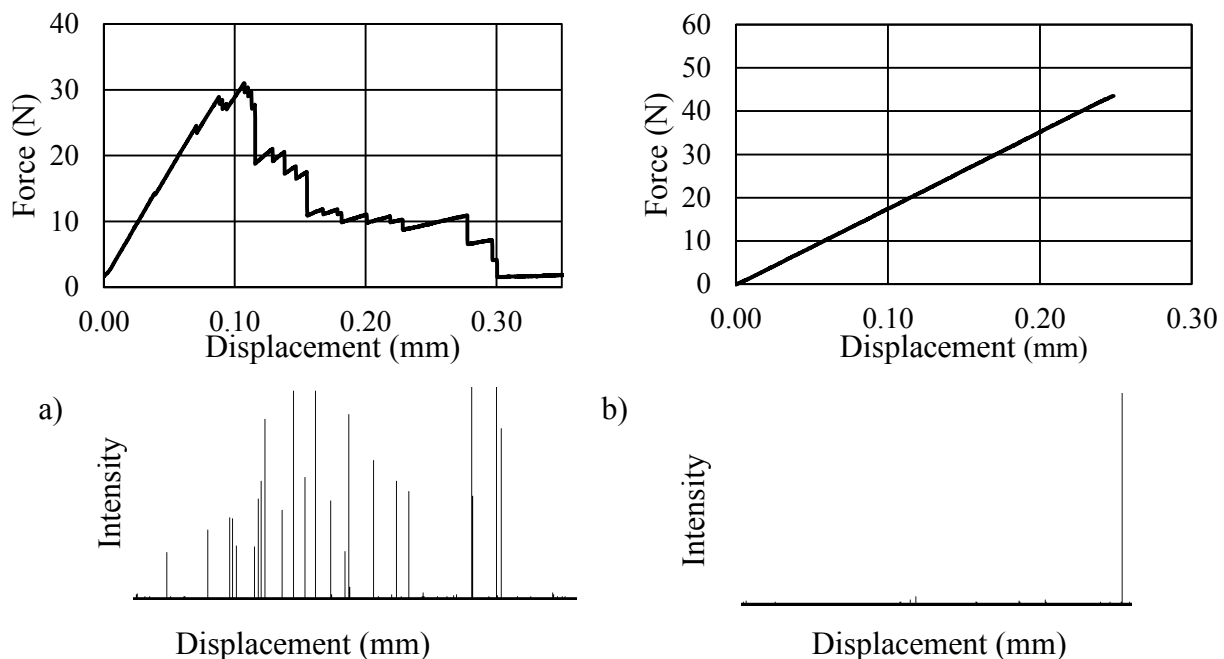 Force (N)
40
30
20
10
0
0.00 0.10 0.20 0.30
Displacement (mm)
Force (N)
60
50
40
30
20
10
0
0.00 0.10 0.20 0.30
Displacement (mm)
a)
Intensity
Displacement (mm)
b)
Intensity
Displacement (mm)